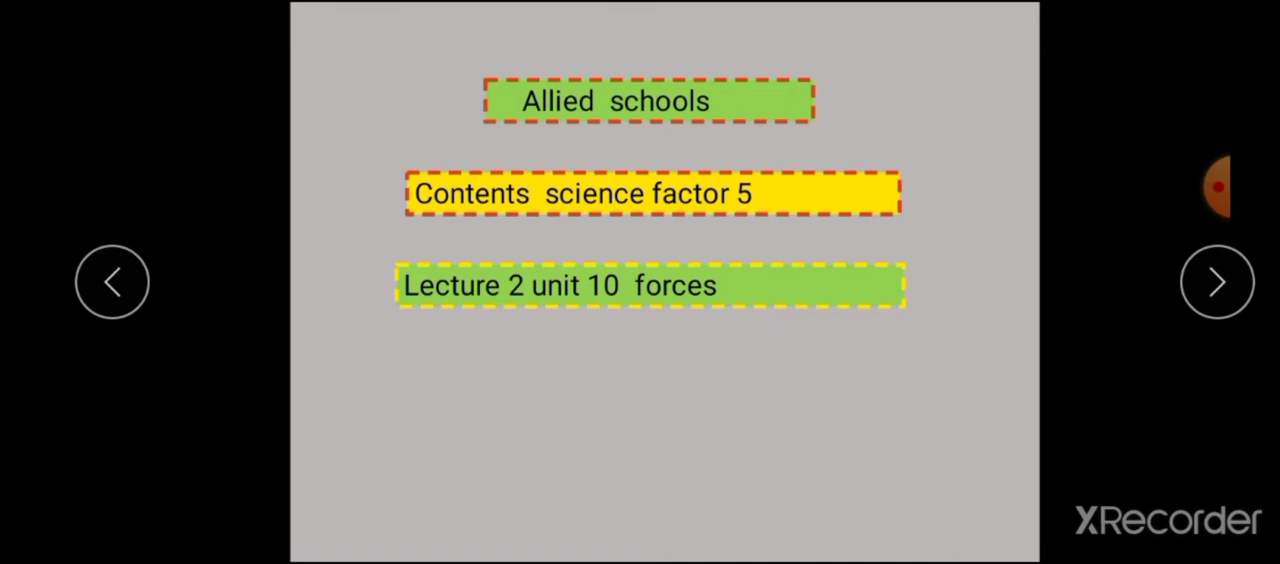 Allied schools
Contents science factor 5
Lecture 2 unit 10 forces
XRecorder